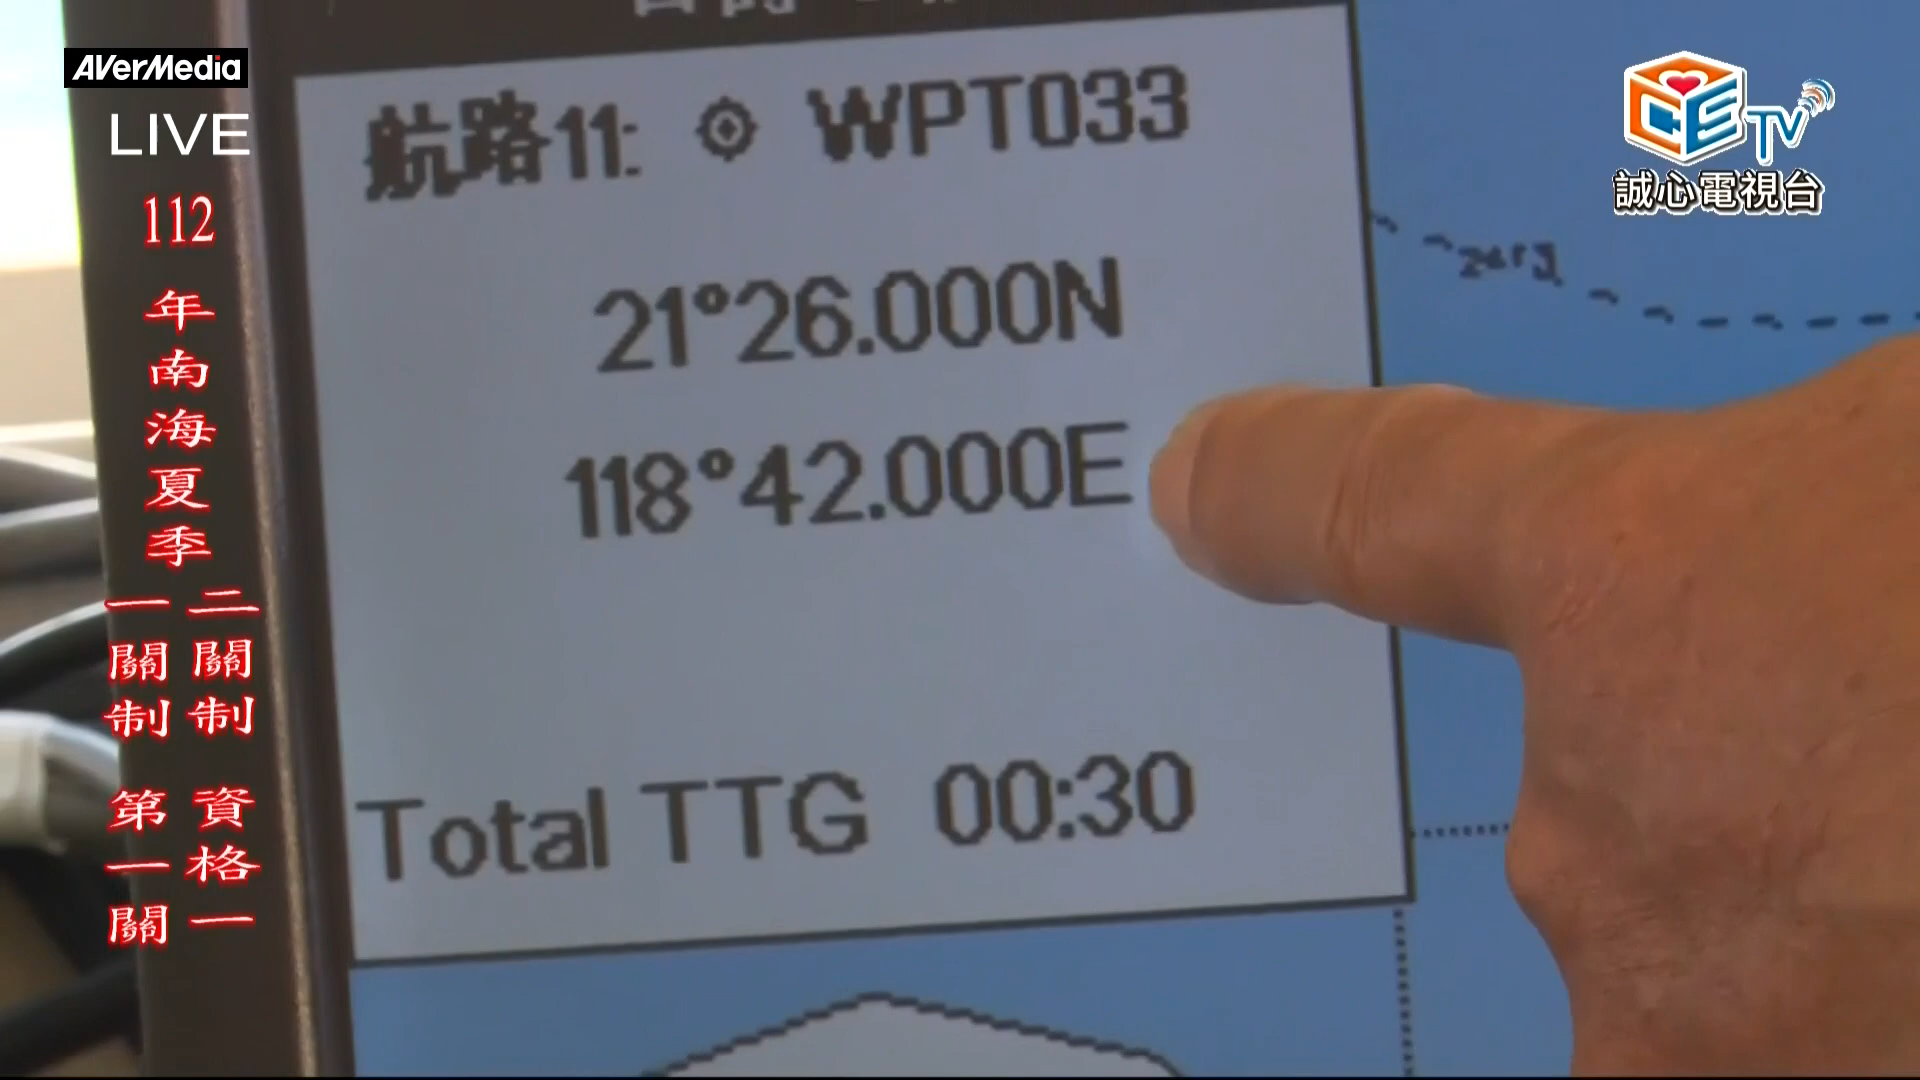 AVerMedia
LIVE
112
年南海夏季
二關制 資格一
一關制 第一關
航路11: WPT033
21°26.000N
118°42.000E
Total TTG 00:30
CETV
誠心電視台